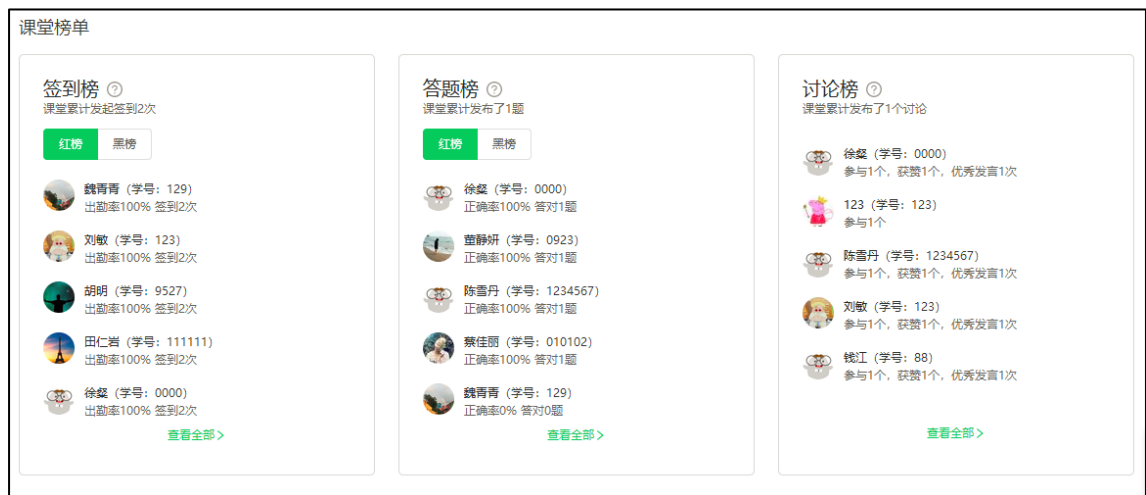 课堂榜单
签到榜
课堂累计发起签到2次
红榜 黑榜
魏青青（学号：129）
出勤率100% 签到2次
刘敏（学号：123）
出勤率100% 签到2次
胡明（学号：9527）
出勤率100% 签到2次
田仁岩（学号：111111）
出勤率100% 签到2次
徐粲（学号：0000）
出勤率100% 签到2次
查看全部 >
答题榜
课堂累计发布了1题
红榜 黑榜
徐粲（学号：0000）
正确率100% 答对1题
董静妍（学号：0923）
正确率100% 答对1题
陈雪丹（学号：1234567）
正确率100% 答对1题
蔡佳丽（学号：010102）
正确率100% 答对1题
魏青青（学号：129）
正确率0% 答对0题
查看全部 >
讨论榜
课堂累计发布了1个讨论
徐粲（学号：0000）
参与1个，获赞1个，优秀发言1次
123（学号：123）
参与1个
陈雪丹（学号：1234567）
参与1个，获赞1个，优秀发言1次
刘敏（学号：123）
参与1个，获赞1个，优秀发言1次
钱江（学号：88）
参与1个，获赞1个，优秀发言1次
查看全部 >